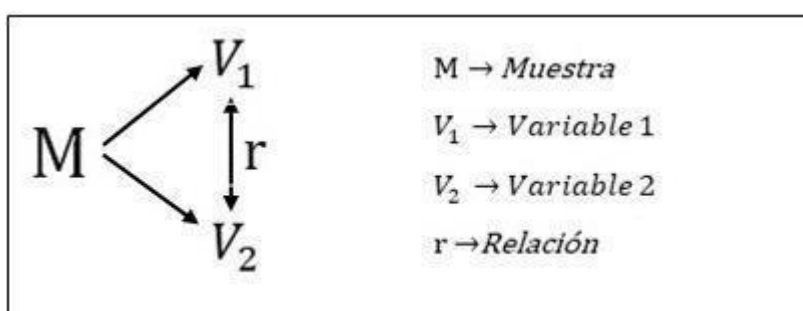 V₁
M
r
V₂
M → Muestra
V₁ → Variable 1
V₂ → Variable 2
r → Relación